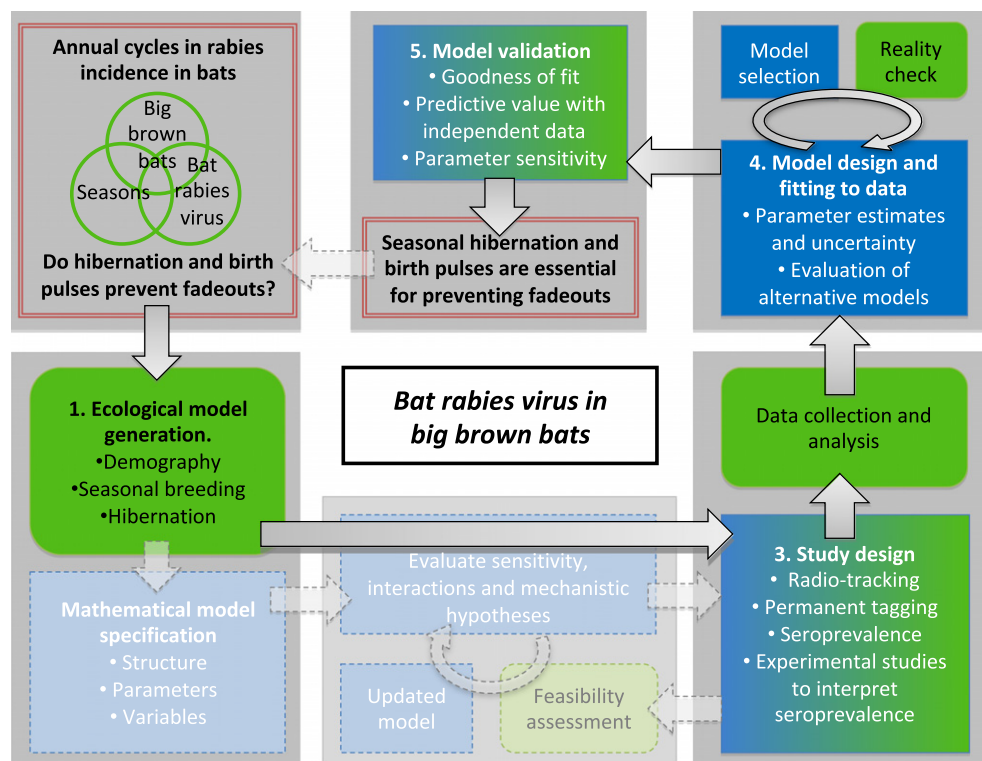 Annual cycles in rabies
incidence in bats
Big
brown
bats
Bat
Seasons
rabies
virus
Do hibernation and birth
pulses prevent fadeouts?
5. Model validation
• Goodness of fit
• Predictive value with
independent data
• Parameter sensitivity
Seasonal hibernation and
birth pulses are essential
for preventing fadeouts
Model
selection
Reality
check
4. Model design and
fitting to data
• Parameter estimates
and uncertainty
• Evaluation of
alternative models
1. Ecological model
generation.
•Demography
•Seasonal breeding
•Hibernation
Bat rabies virus in
big brown bats
Data collection and
analysis
Mathematical model
specification
• Structure
• Parameters
• Variables
Evaluate sensitivity,
interactions and mechanistic
hypotheses
Updated
model
Feasibility
assessment
3. Study design
• Radio-tracking
• Permanent tagging
• Seroprevalence
• Experimental studies
to interpret
seroprevalence